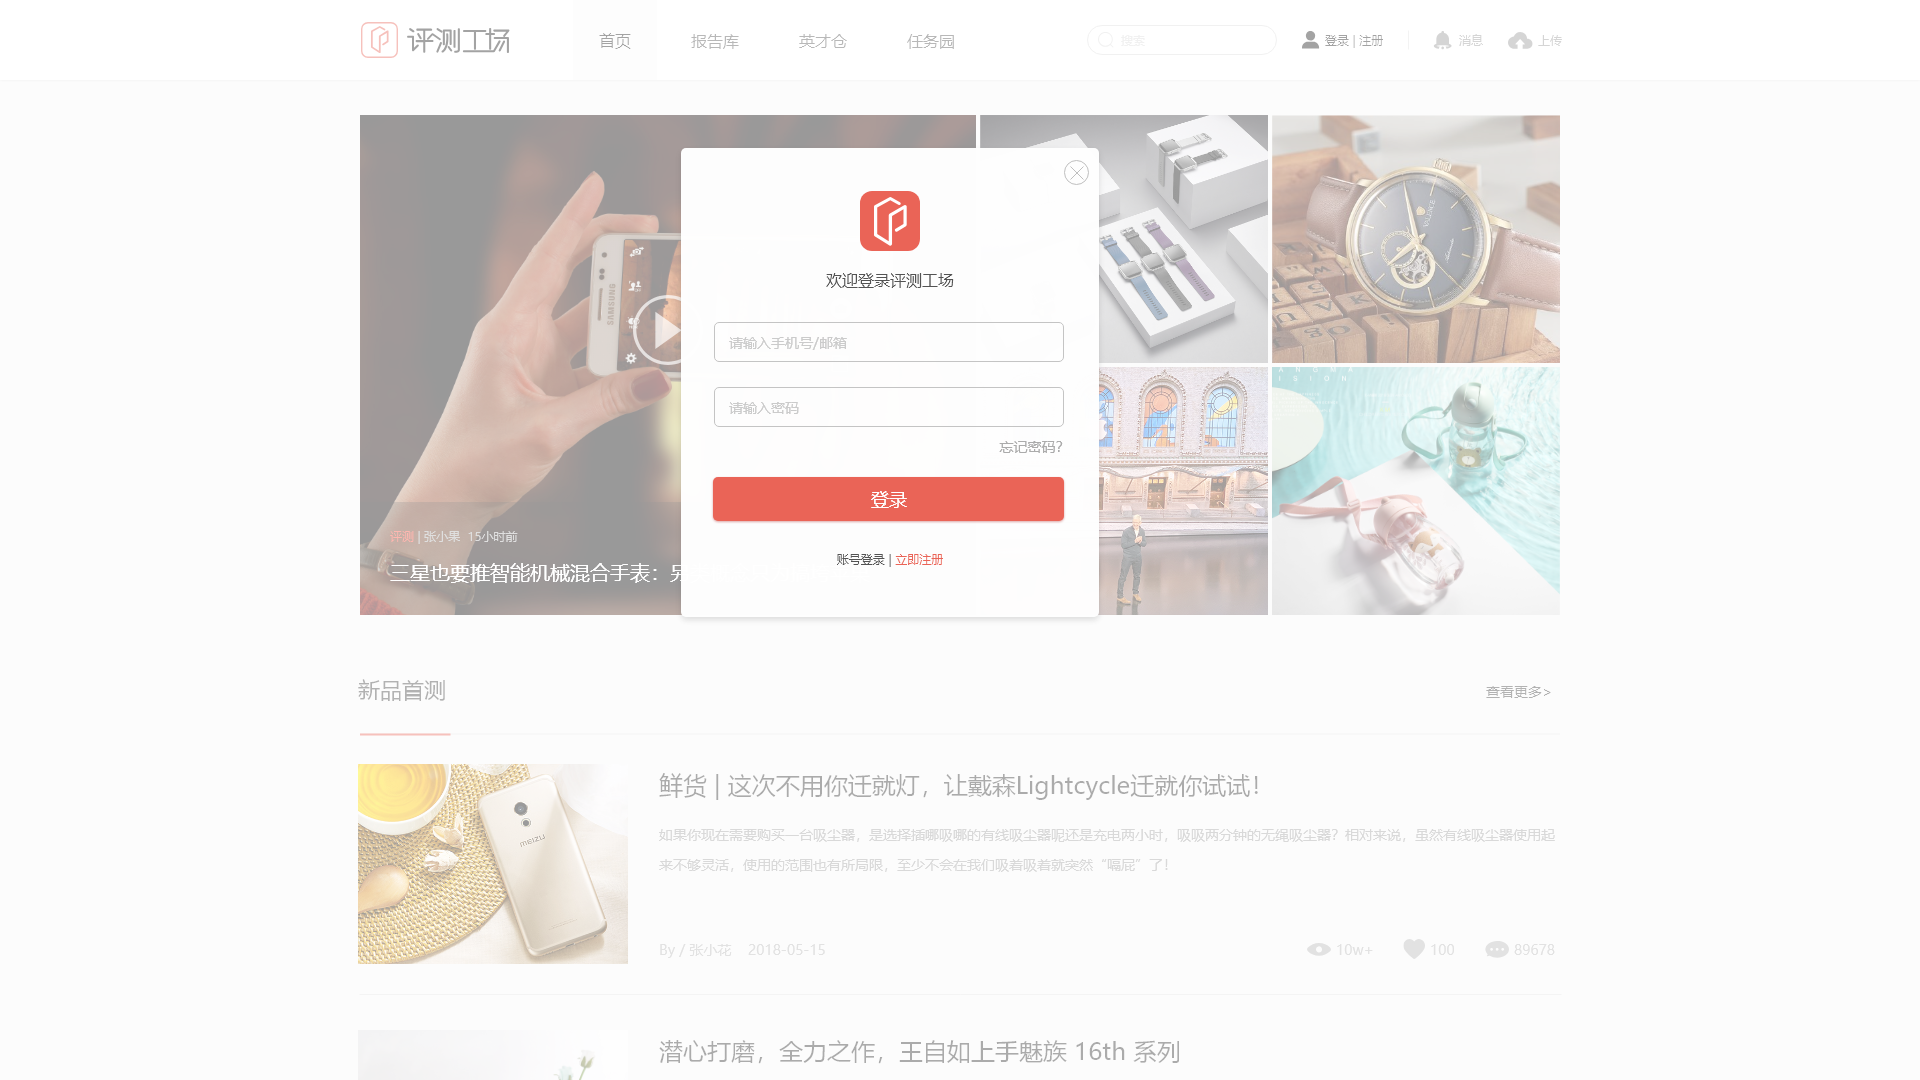 评测工场
首页
报告库
英才仓
任务园
搜索
登录 | 注册
消息
上传
欢迎登录评测工场
请输入手机号/邮箱
请输入密码
忘记密码?
登录
账号登录 | 立即注册
SAMSUNG
评测 | 张小果 15小时前
三星也要推智能机械混合手表：
新品首测
查看更多>
meizu
鲜货 | 这次不用你迁就灯，让戴森Lightcycle迁就你试试！
如果你现在需要购买一台吸尘器，是选择插哪吸哪的有线吸尘器呢还是充电两小时，吸吸两分钟的无绳吸尘器？相对来说，虽然有线吸尘器使用起
来不够灵活，使用的范围也有所局限，至少不会在我们吸着吸着就突然“嗝屁”了！
By / 张小花 2018-05-15
10w+
100
89678
潜心打磨，全力之作，王自如上手魅族 16th 系列